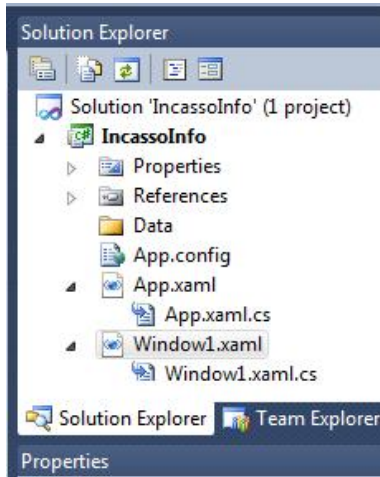 Solution Explorer
Solution 'IncassoInfo' (1 project)
IncassoInfo
Properties
References
Data
App.config
App.xaml
App.xaml.cs
Window1.xaml
Window1.xaml.cs
Solution Explorer Team Explorer
Properties